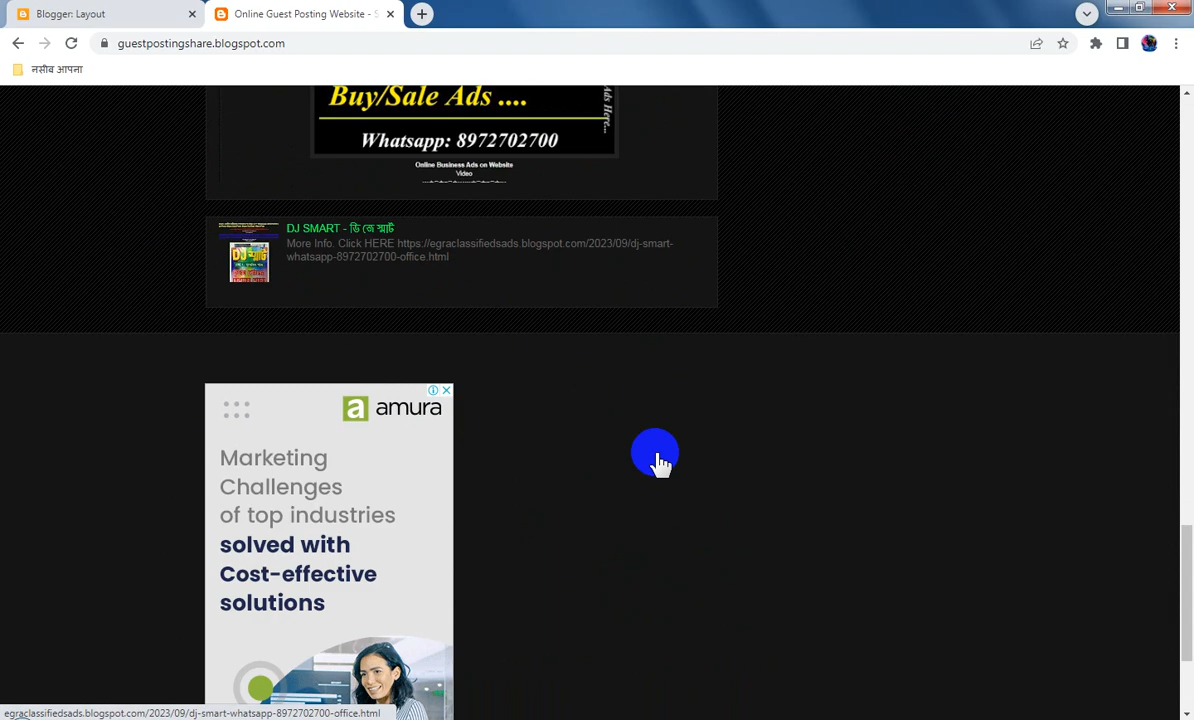 Blogger: Layout
Online Guest Posting Website - S
guestpostingshare.blogspot.com
नसीब आपना
Buy/Sale Ads ....
Ads Here...
Whatsapp: 8972702700
Online Business Ads on Website
Video
DJ SMART - ডি জে স্মার্ট
More Info. Click HERE https://egraclassifiedsads.blogspot.com/2023/09/dj-smart-
whatsapp-8972702700-office.html
DJ স্মার্ট
a amura
Marketing
Challenges
of top industries
solved with
Cost-effective
solutions
egraclassifiedsads.blogspot.com/2023/09/dj-smart-whatsapp-8972702700-office.html